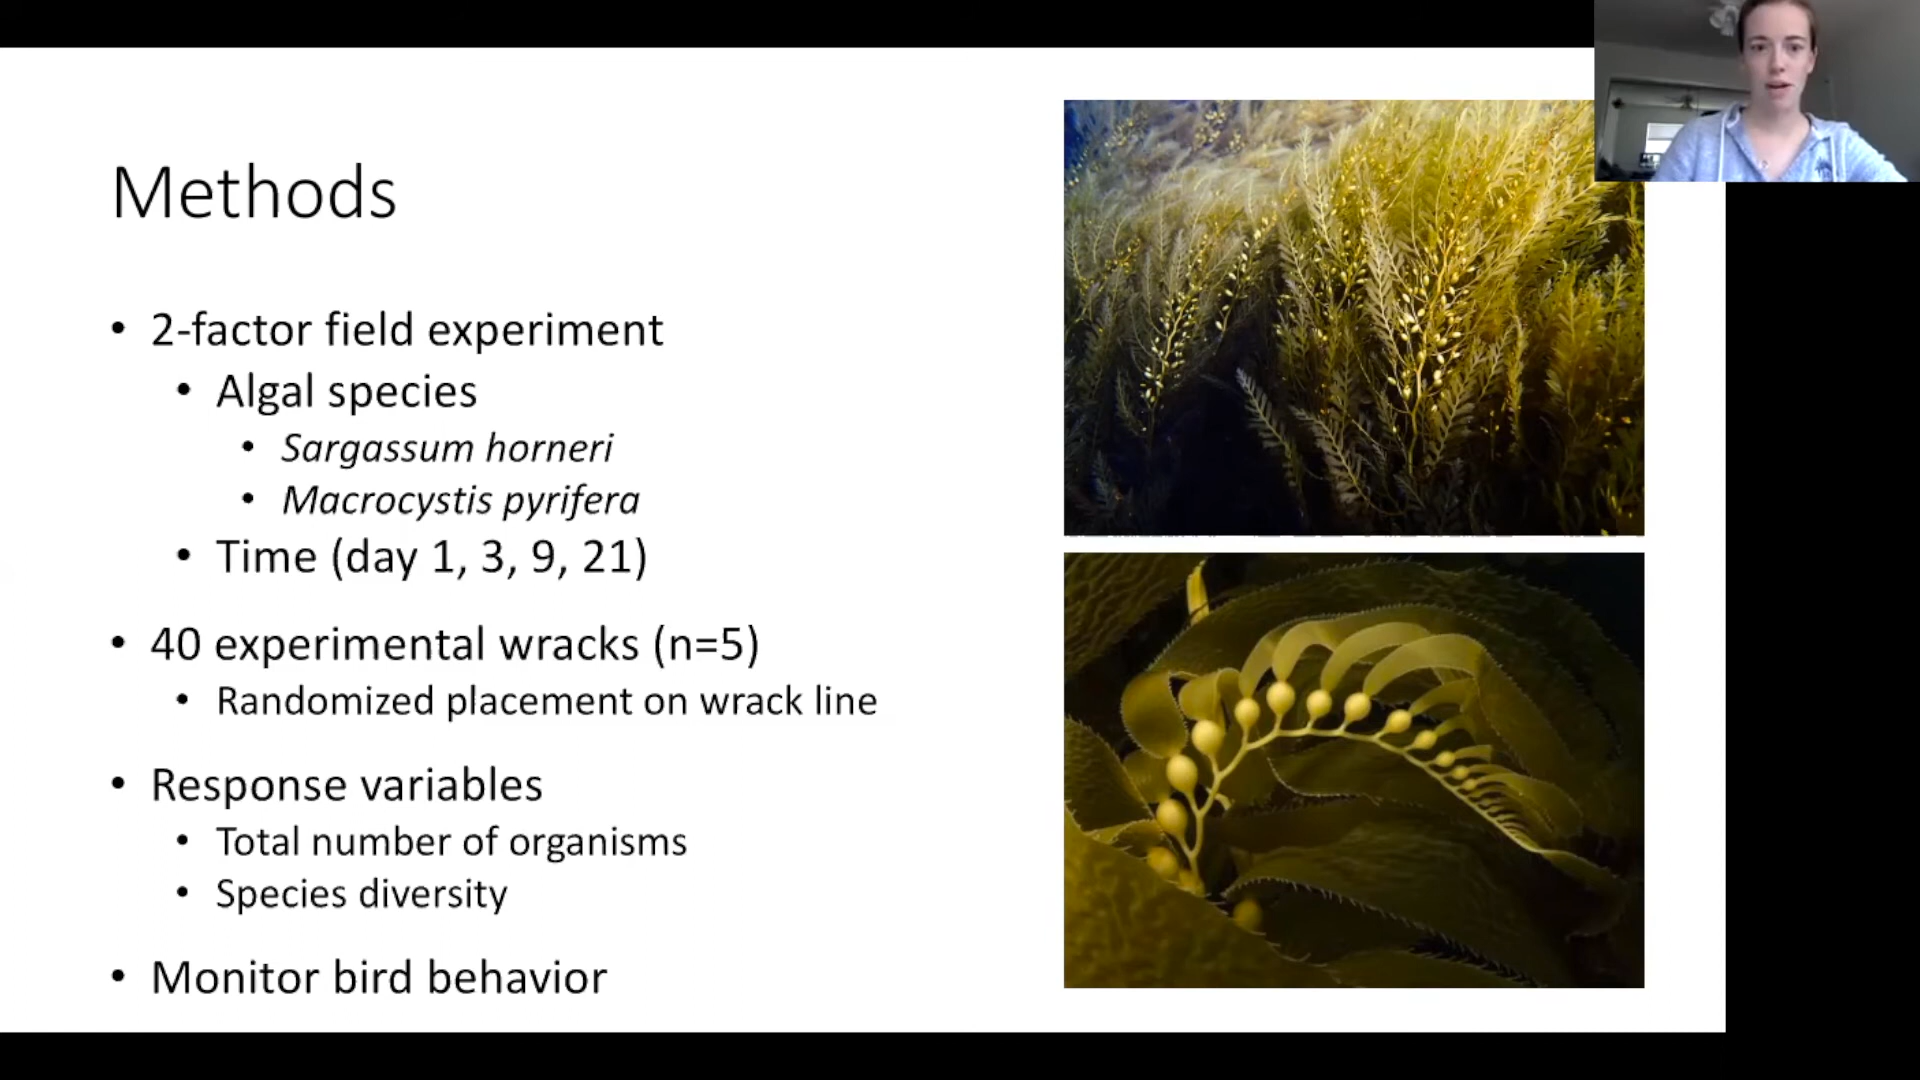 Methods
• 2-factor field experiment
• Algal species
• Sargassum horneri
• Macrocystis pyrifera
• Time (day 1, 3, 9, 21)
• 40 experimental wracks (n=5)
• Randomized placement on wrack line
• Response variables
• Total number of organisms
• Species diversity
• Monitor bird behavior